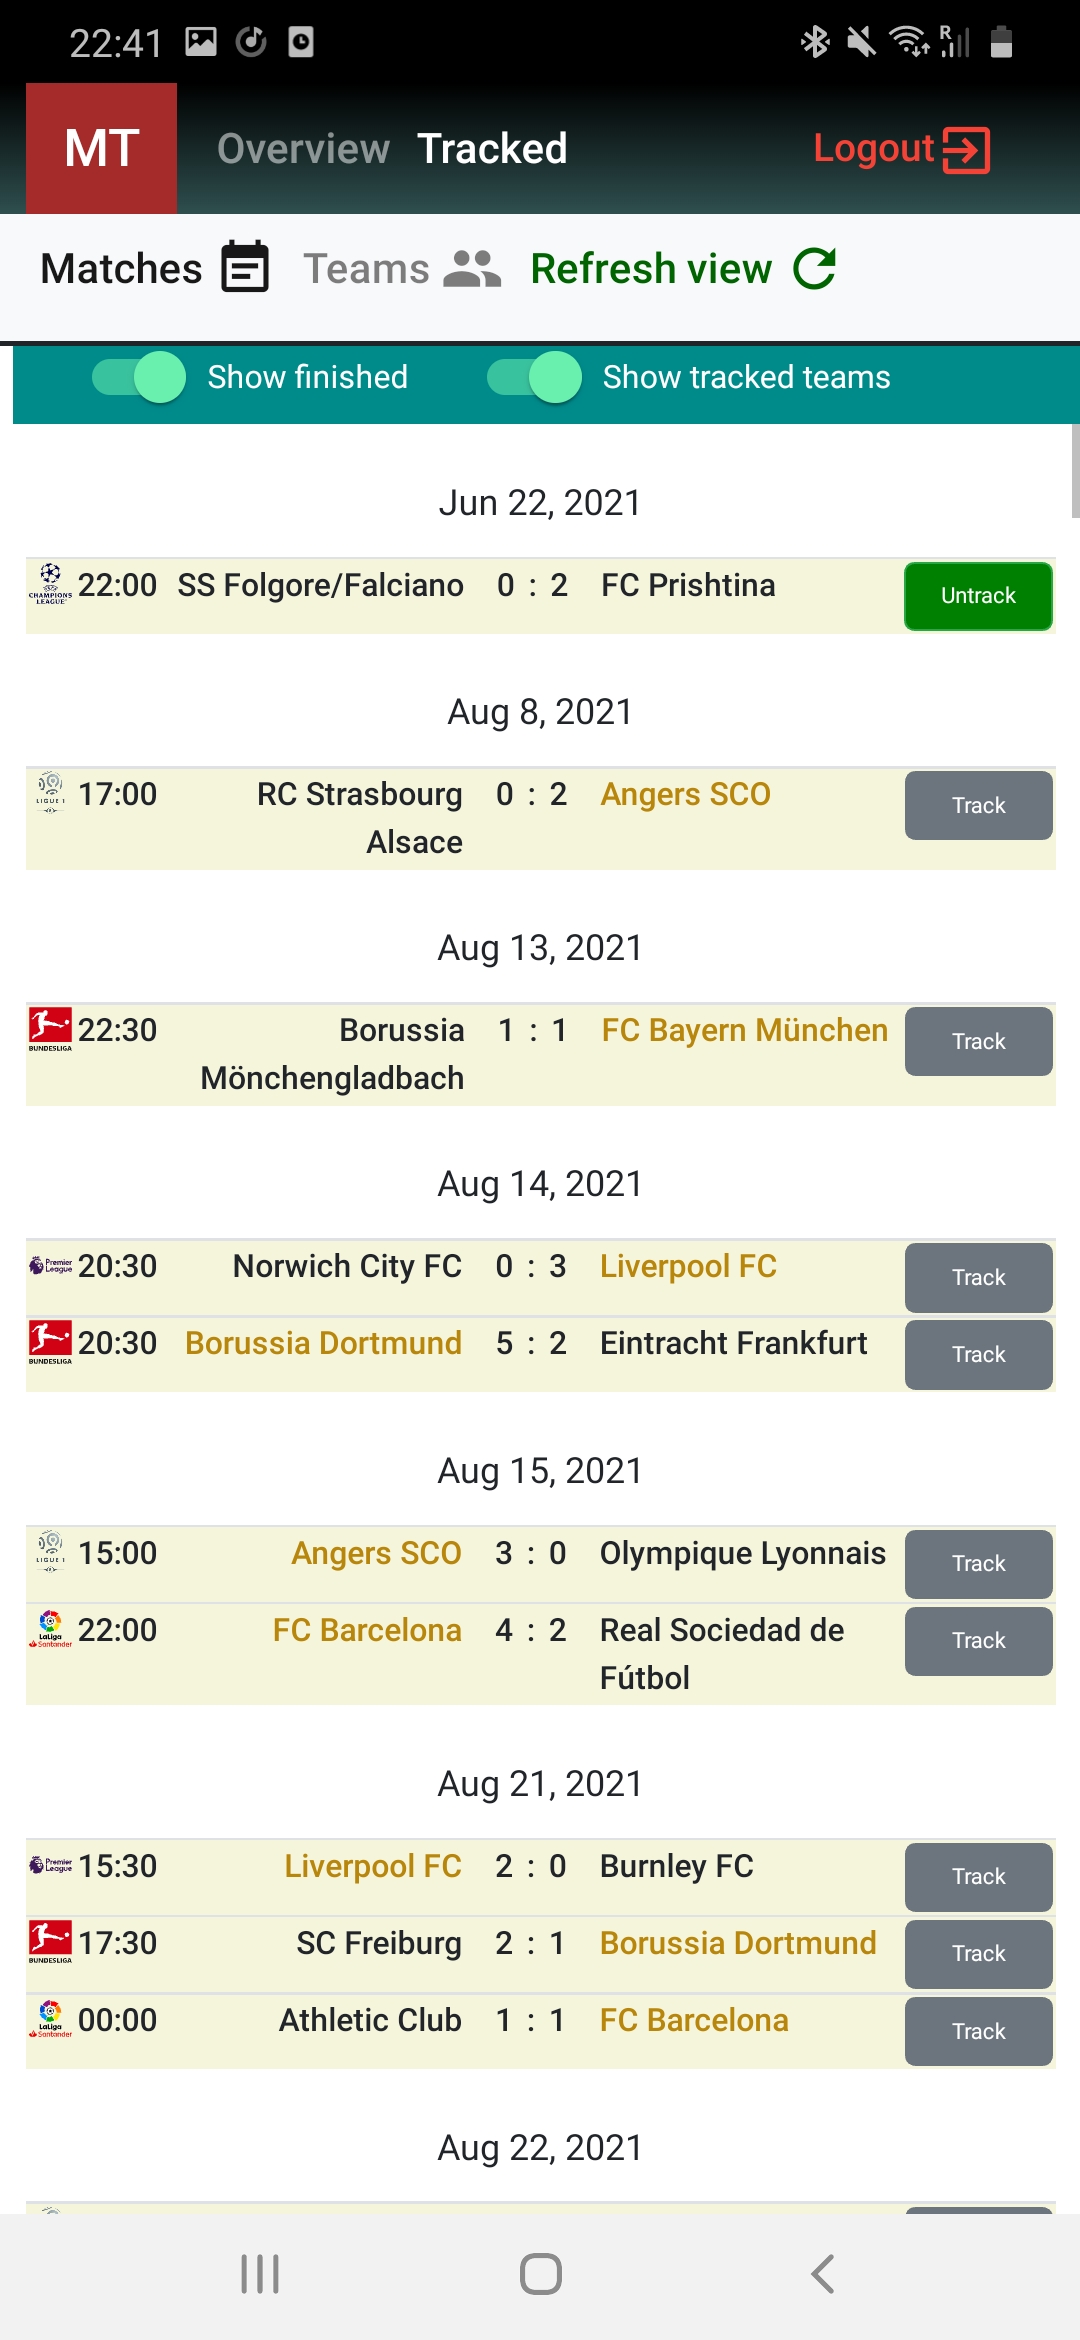 22:41
R
MT Overview Tracked Logout
Matches Teams Refresh view
Show finished Show tracked teams
Jun 22, 2021
CHAMPIONS LEAGUE 22:00 SS Folgore/Falciano 0 : 2 FC Prishtina Untrack
Aug 8, 2021
LIGUE 1 17:00 RC Strasbourg 0 : 2 Angers SCO Track
Alsace
Aug 13, 2021
BUNDESLIGA 22:30 Borussia 1 : 1 FC Bayern München Track
Mönchengladbach
Aug 14, 2021
Premier League 20:30 Norwich City FC 0 : 3 Liverpool FC Track
BUNDESLIGA 20:30 Borussia Dortmund 5 : 2 Eintracht Frankfurt Track
Aug 15, 2021
LIGUE 1 15:00 Angers SCO 3 : 0 Olympique Lyonnais Track
LaLiga Santander 22:00 FC Barcelona 4 : 2 Real Sociedad de Track
Fútbol
Aug 21, 2021
Premier League 15:30 Liverpool FC 2 : 0 Burnley FC Track
BUNDESLIGA 17:30 SC Freiburg 2 : 1 Borussia Dortmund Track
LaLiga Santander 00:00 Athletic Club 1 : 1 FC Barcelona Track
Aug 22, 2021